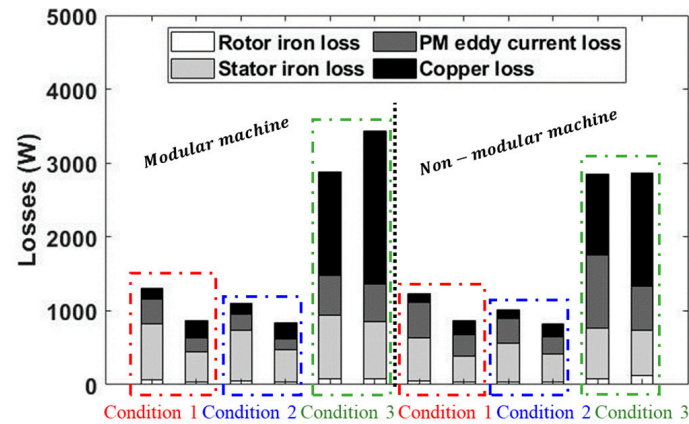 5000
4000
3000
2000
1000
0
Losses (W)
Rotor iron loss
PM eddy current loss
Stator iron loss
Copper loss
Modular machine
Non−modular machine
Condition 1 Condition 2 Condition 3 Condition 1 Condition 2 Condition 3